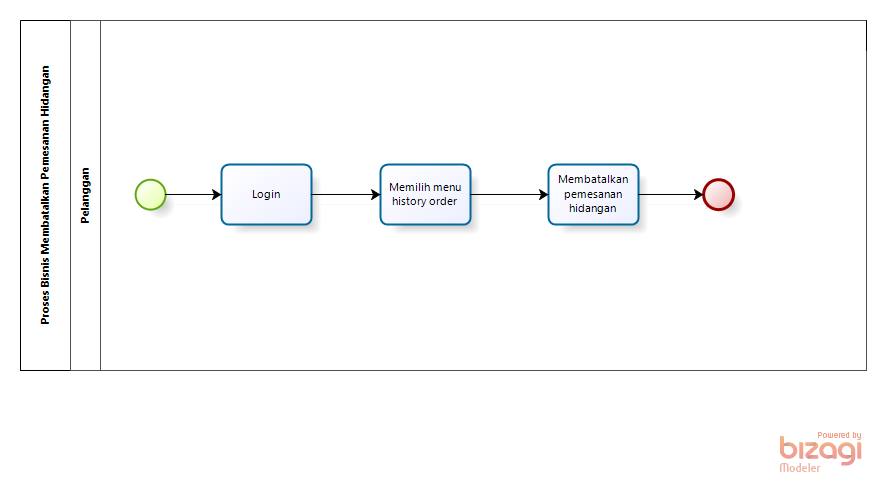 Proses Bisnis Membatalkan Pemesanan Hidangan
Pelanggan
Login
Memilih menu
history order
Membatalkan
pemesanan
hidangan
Powered by
bizagi
Modeler